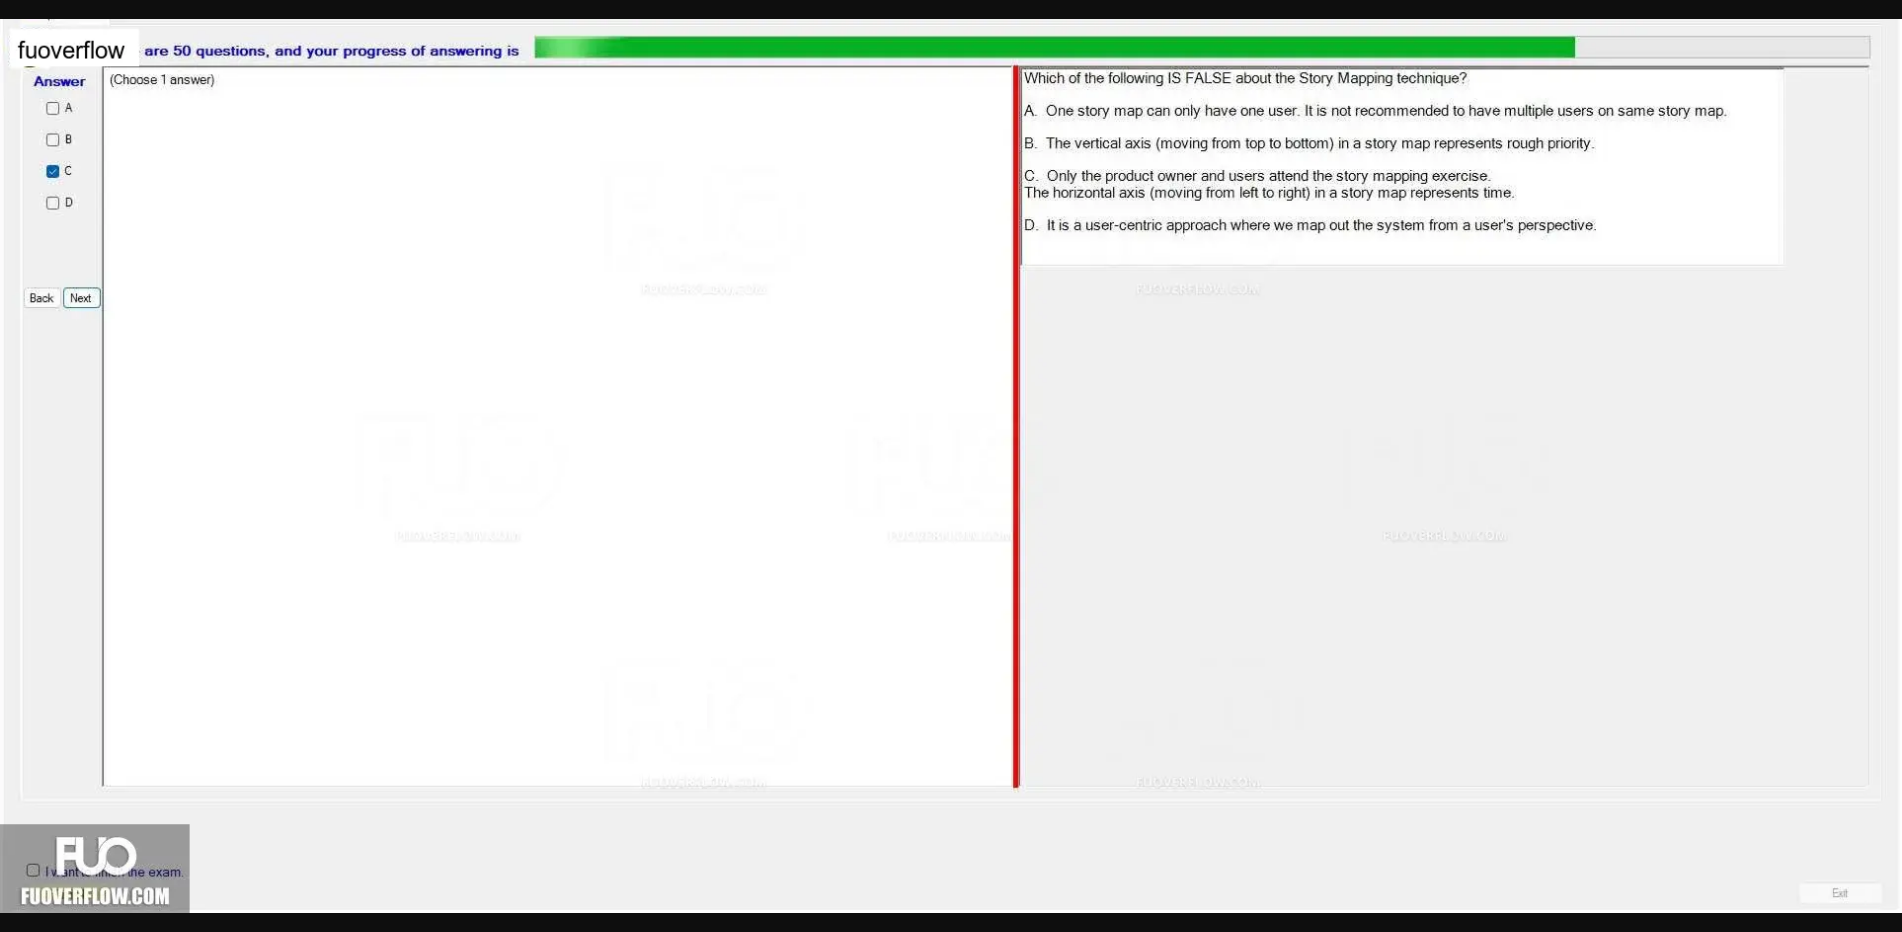 fuoverflow
are 50 questions, and your progress of answering is
Answer
(Choose 1 answer)
A
B
C
D
Back
Next
Which of the following IS FALSE about the Story Mapping technique?
A. One story map can only have one user. It is not recommended to have multiple users on same story map.
B. The vertical axis (moving from top to bottom) in a story map represents rough priority.
C. Only the product owner and users attend the story mapping exercise.
The horizontal axis (moving from left to right) in a story map represents time.
D. It is a user-centric approach where we map out the system from a user's perspective.
FUOVERFLOW.COM
FUOVERFLOW.COM
FUOVERFLOW.COM
FUOVERFLOW.COM
FUOVERFLOW.COM
FUOVERFLOW.COM
FUOVERFLOW.COM
FUO
I want to finish the exam.
FUOVERFLOW.COM
Exit